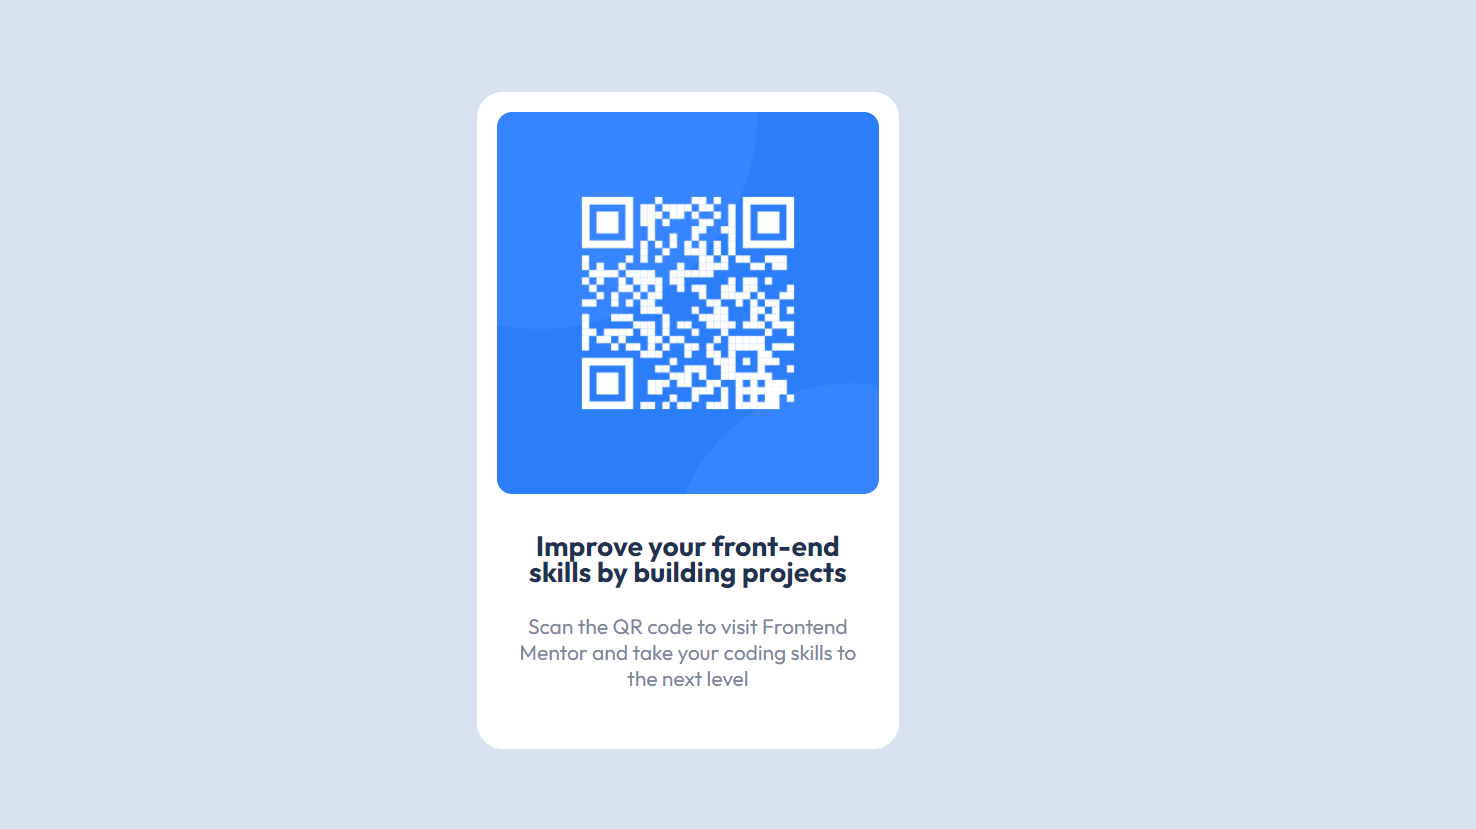 Improve your front-end
skills by building projects
Scan the QR code to visit Frontend
Mentor and take your coding skills to
the next level